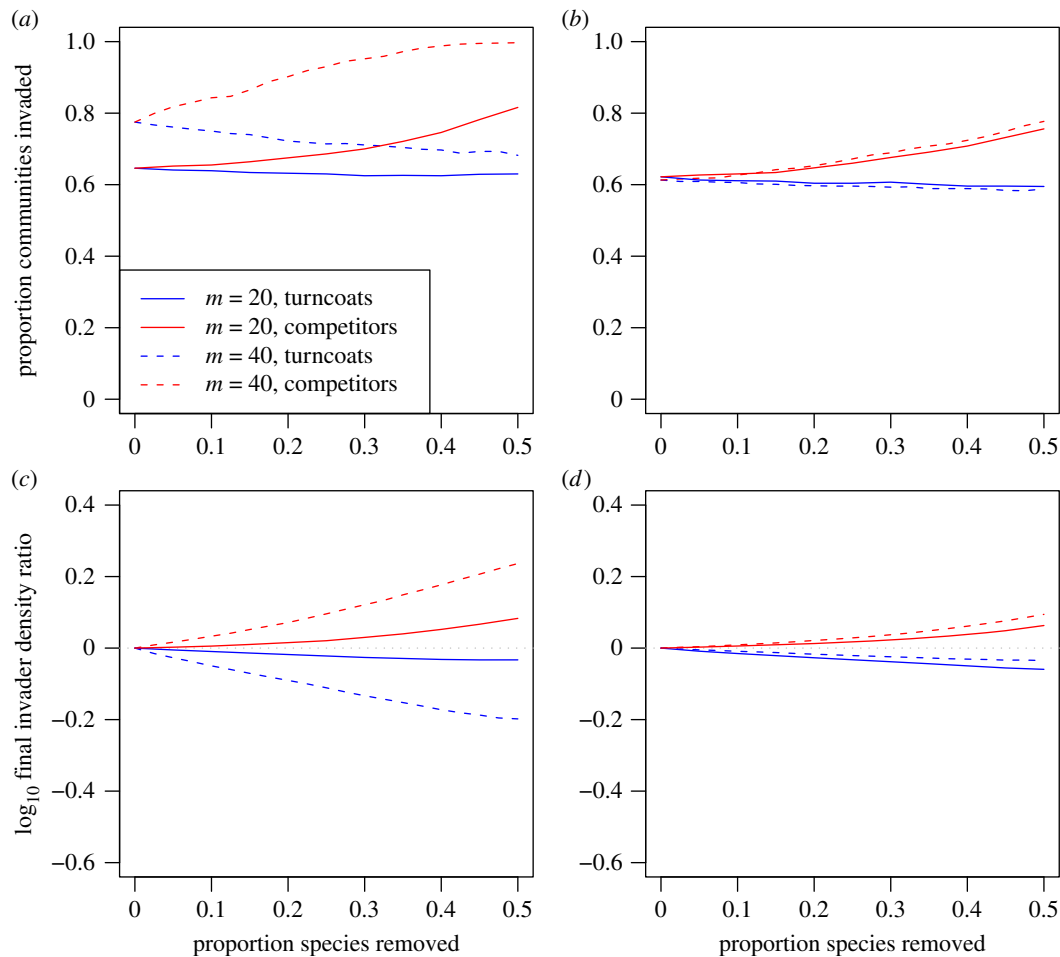 (a)
(b)
proportion communities invaded
1.0
0.8
0.6
0.4
0.2
0
m = 20, turncoats
m = 20, competitors
m = 40, turncoats
m = 40, competitors
0 0.1 0.2 0.3 0.4 0.5
1.0
0.8
0.6
0.4
0.2
0
0 0.1 0.2 0.3 0.4 0.5
(c)
(d)
log10 final invader density ratio
0.4
0.2
0
−0.2
−0.4
−0.6
0 0.1 0.2 0.3 0.4 0.5
proportion species removed
0.4
0.2
0
−0.2
−0.4
−0.6
0 0.1 0.2 0.3 0.4 0.5
proportion species removed